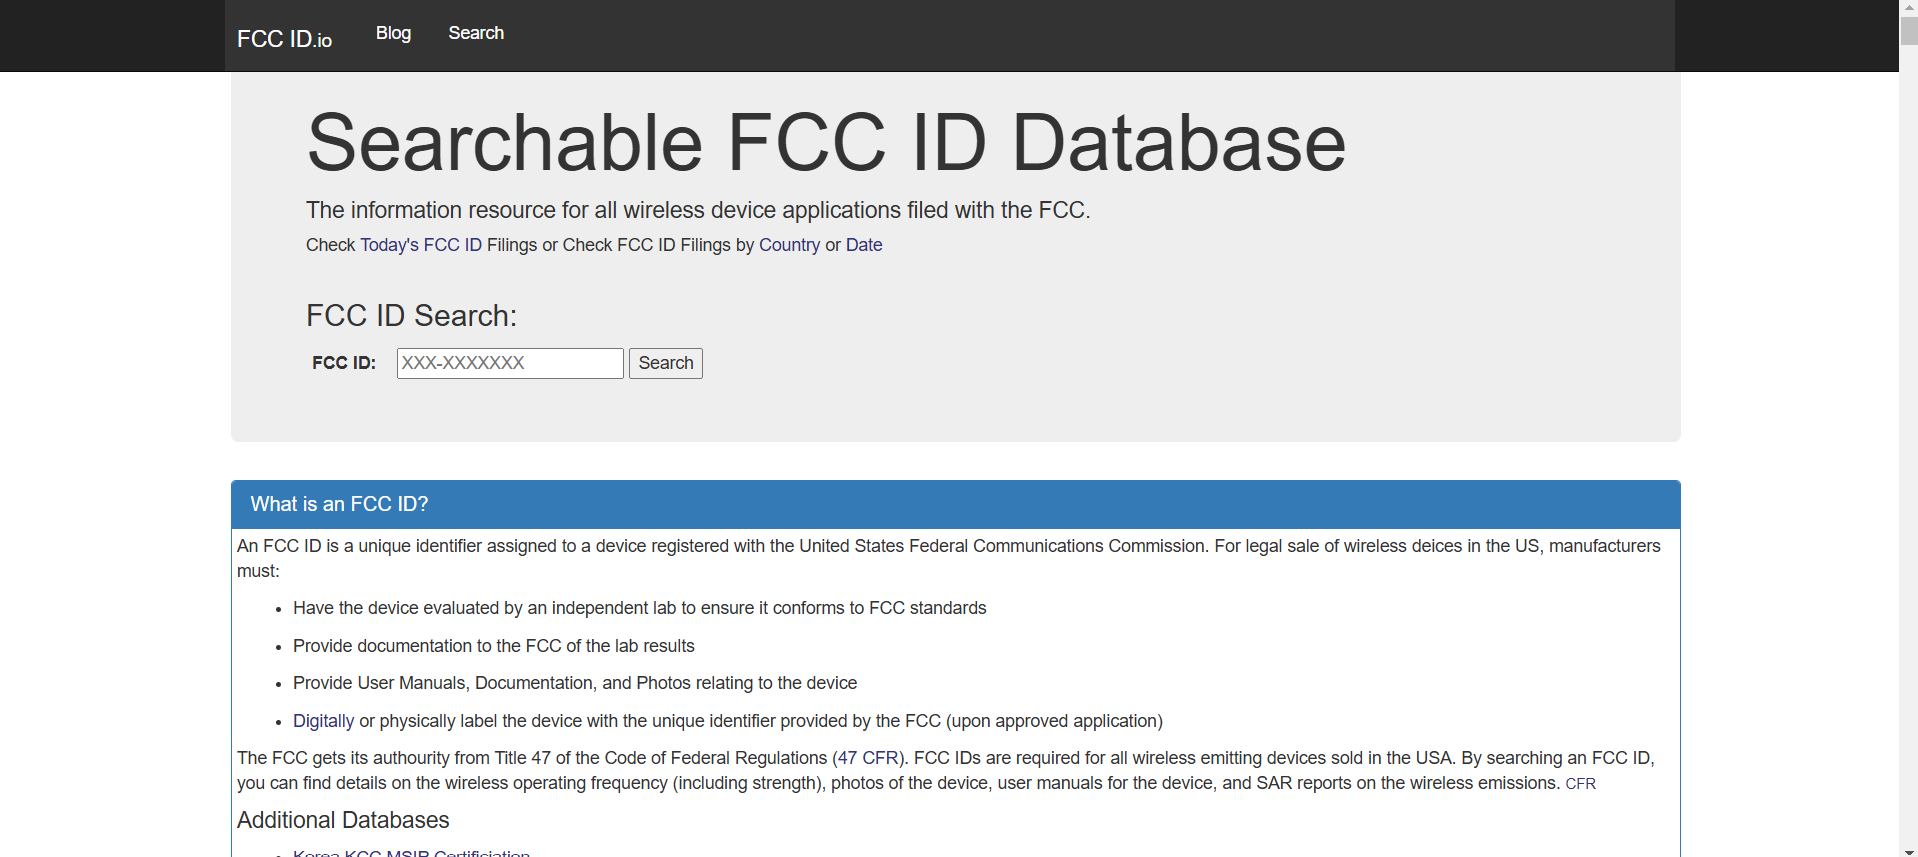 FCC ID.io Blog Search
Searchable FCC ID Database
The information resource for all wireless device applications filed with the FCC.
Check Today's FCC ID Filings or Check FCC ID Filings by Country or Date
FCC ID Search:
FCC ID: XXX-XXXXXXX Search
What is an FCC ID?
An FCC ID is a unique identifier assigned to a device registered with the United States Federal Communications Commission. For legal sale of wireless deices in the US, manufacturers
must:
• Have the device evaluated by an independent lab to ensure it conforms to FCC standards
• Provide documentation to the FCC of the lab results
• Provide User Manuals, Documentation, and Photos relating to the device
• Digitally or physically label the device with the unique identifier provided by the FCC (upon approved application)
The FCC gets its authourity from Title 47 of the Code of Federal Regulations (47 CFR). FCC IDs are required for all wireless emitting devices sold in the USA. By searching an FCC ID,
you can find details on the wireless operating frequency (including strength), photos of the device, user manuals for the device, and SAR reports on the wireless emissions. CFR
Additional Databases
• Korea KCC MSIP Certificiation